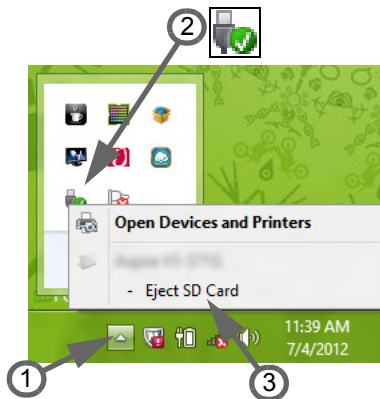 2
Open Devices and Printers
- Eject SD Card
11:39 AM
7/4/2012
1
3